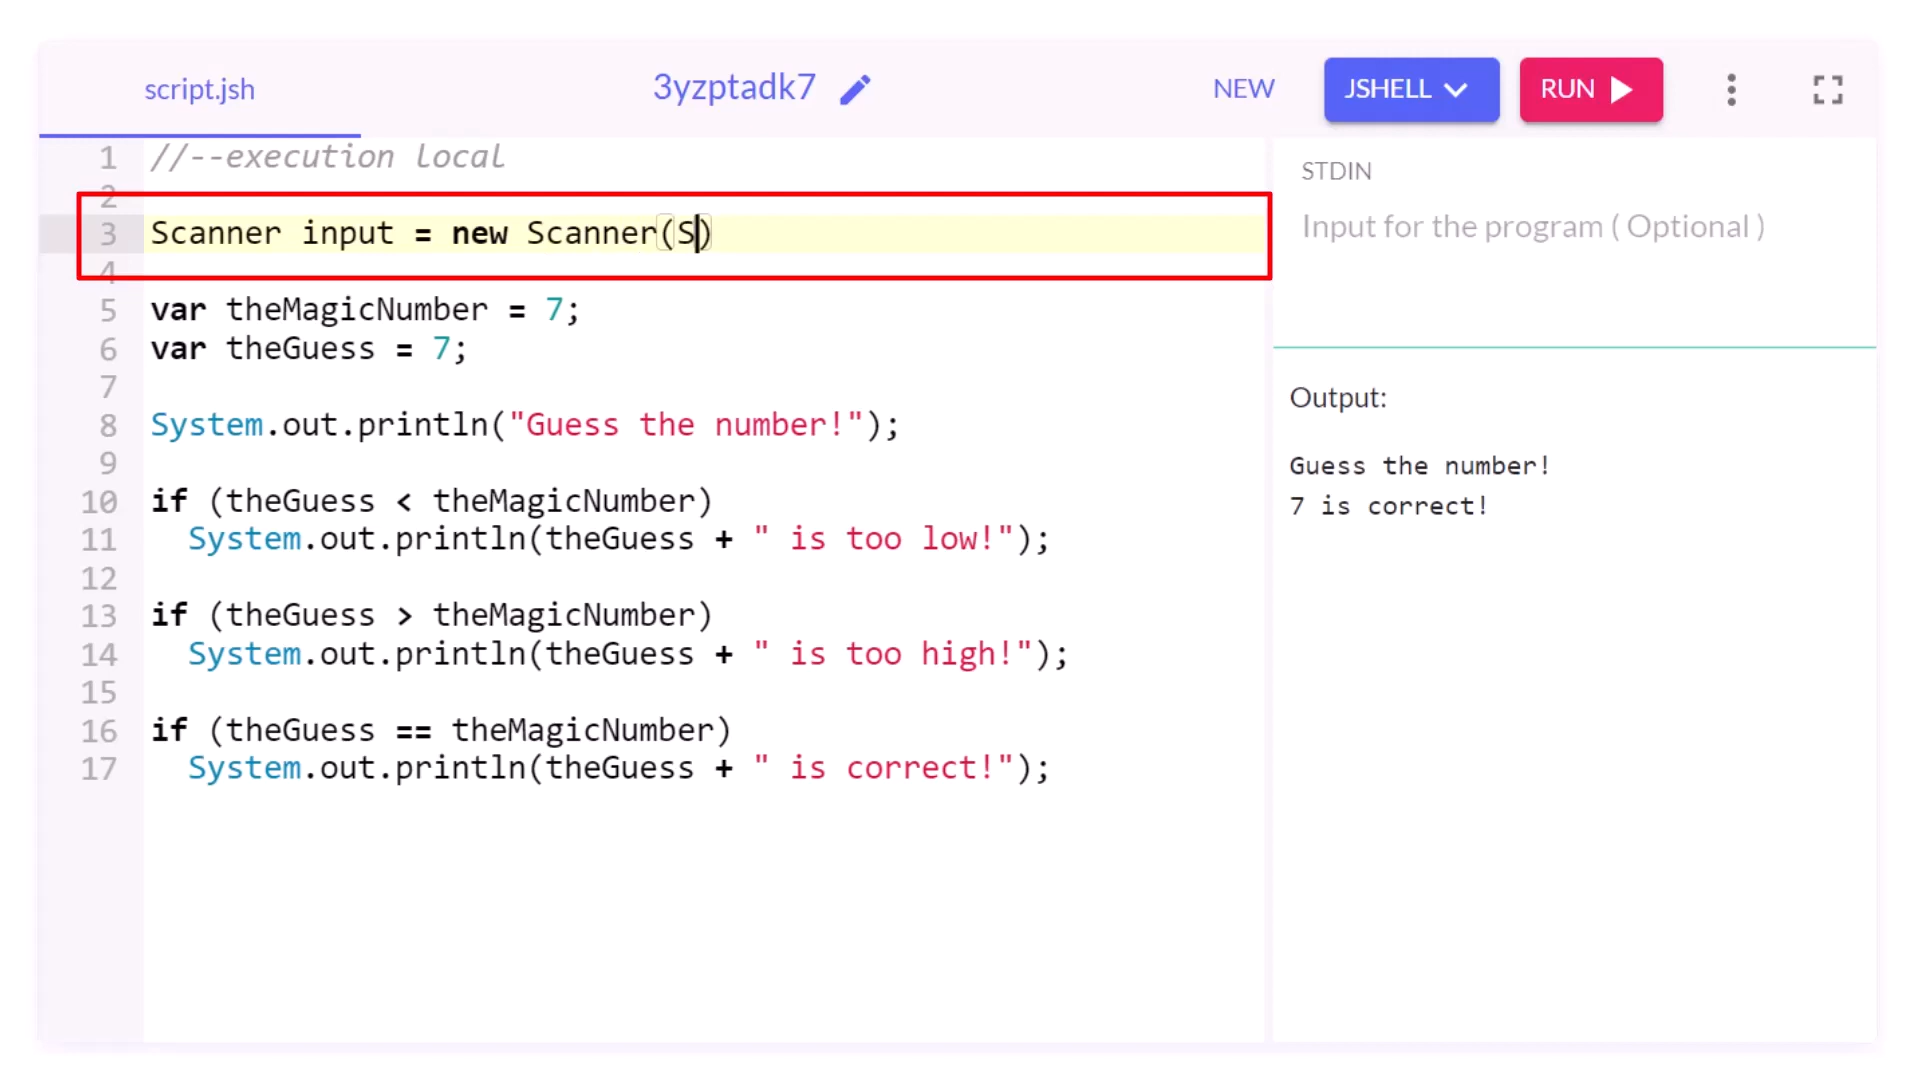 script.jsh
3yzptadk7
NEW
JSHELL
RUN
1 //--execution local
2
3 Scanner input = new Scanner(S)
4
5 var theMagicNumber = 7;
6 var theGuess = 7;
7
8 System.out.println("Guess the number!");
9
10 if (theGuess < theMagicNumber)
11 System.out.println(theGuess + " is too low!");
12
13 if (theGuess > theMagicNumber)
14 System.out.println(theGuess + " is too high!");
15
16 if (theGuess == theMagicNumber)
17 System.out.println(theGuess + " is correct!");
STDIN
Input for the program ( Optional )
Output:
Guess the number!
7 is correct!